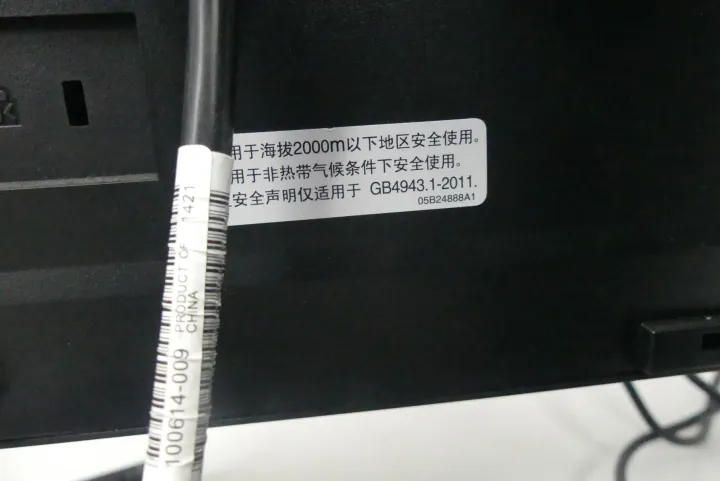 用于海拔2000m以下地区安全使用。
用于非热带气候条件下安全使用。
安全声明仅适用于 GB4943.1-2011.
05B24888A1
1421
PRODUCT OF
CHINA
100614-009